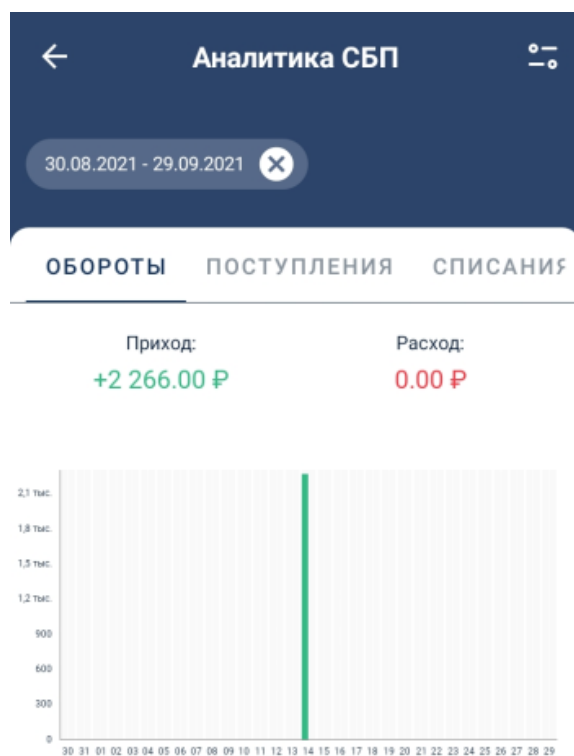 Аналитика СБП
30.08.2021 - 29.09.2021
ОБОРОТЫ ПОСТУПЛЕНИЯ СПИСАНИЯ
Приход: Расход:
+2 266.00 ₽ 0.00 ₽
2,1 тыс.
1,8 тыс.
1,5 тыс.
1,2 тыс.
900
600
300
0
30 31 01 02 03 04 05 06 07 08 09 10 11 12 13 14 15 16 17 18 19 20 21 22 23 24 25 26 27 28 29